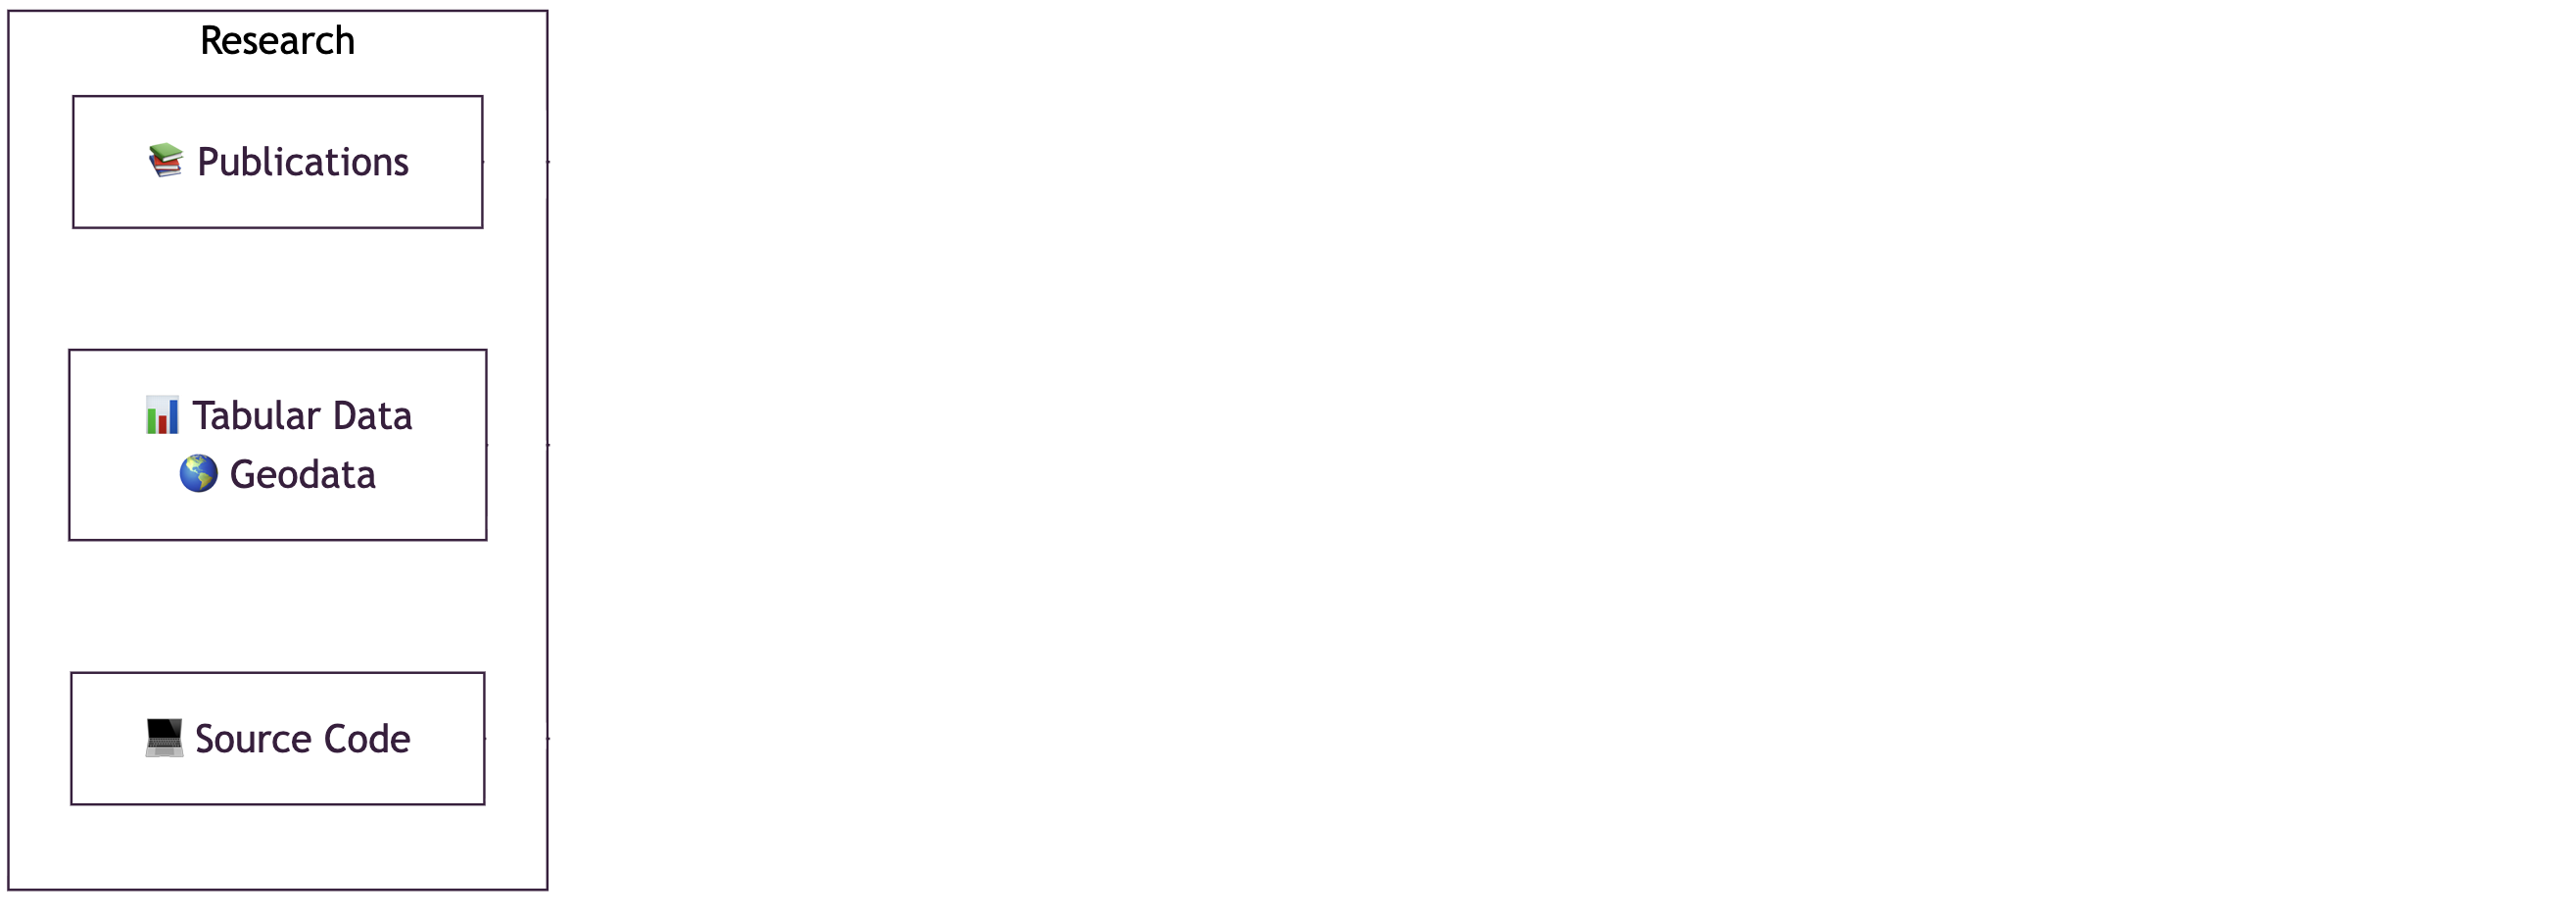 Research
📚 Publications
📊 Tabular Data
🌎 Geodata
💻 Source Code